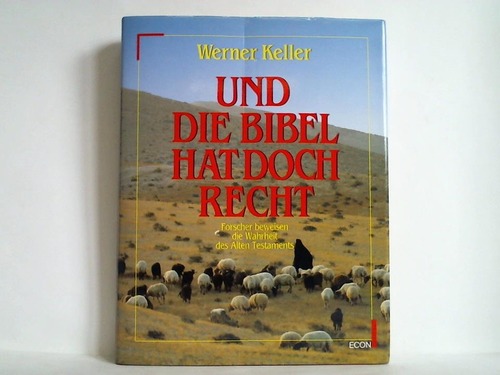 Werner Keller
UND
DIE BIBEL
HAT DOCH
RECHT
Forscher beweisen
die Wahrheit
des Alten Testaments
ECON